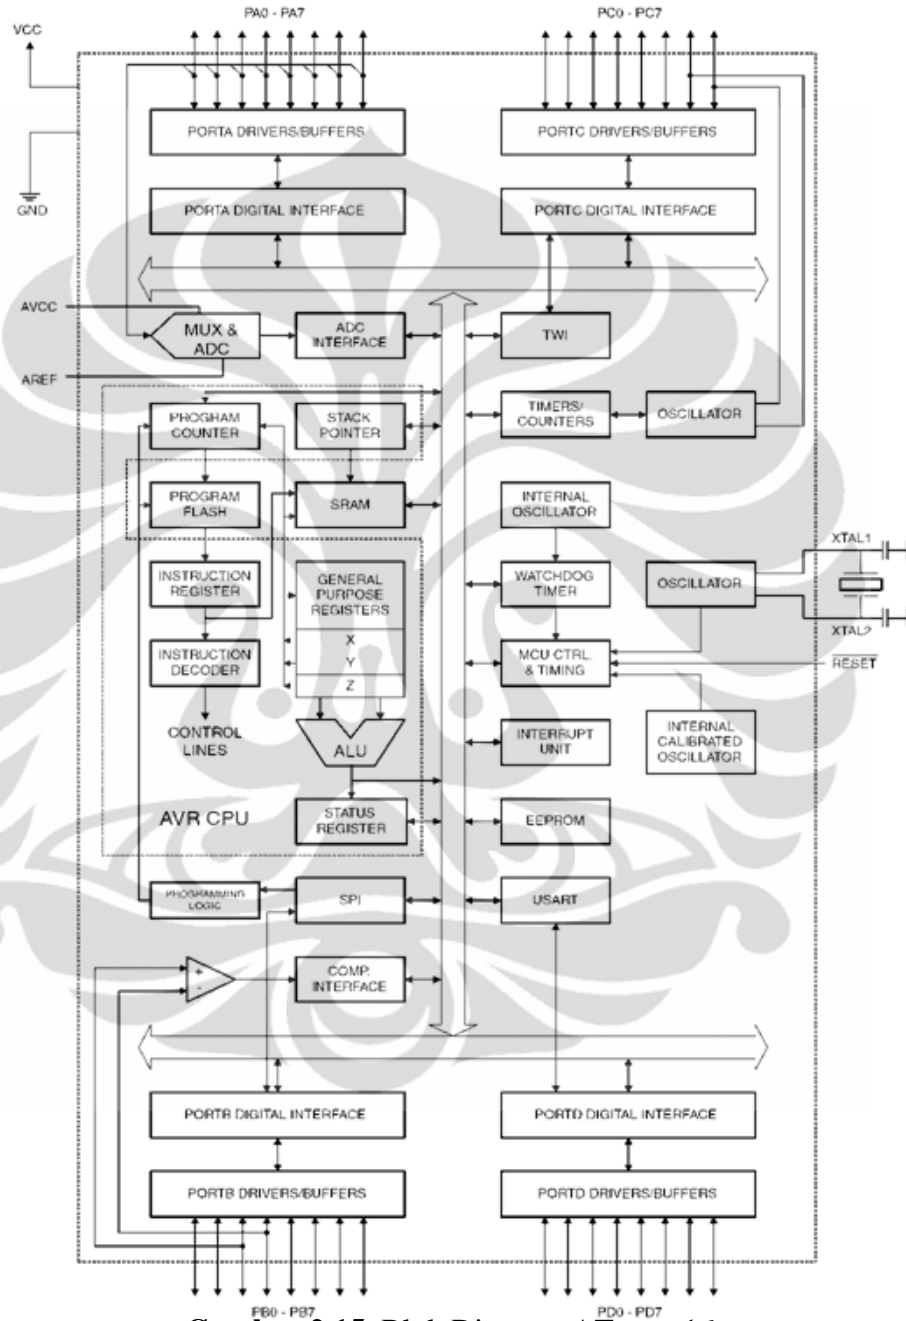 PA0 - PA7
PC0 - PC7
VCC
PORTA DRIVERS/BUFFERS
PORTC DRIVERS/BUFFERS
GND
PORTA DIGITAL INTERFACE
PORTC DIGITAL INTERFACE
AVCC
MUX &
ADC
ADC
INTERFACE
TWI
AREF
PROGRAM
COUNTER
STACK
POINTER
TIMERS/
COUNTERS
OSCILLATOR
PROGRAM
FLASH
SRAM
INTERNAL
OSCILLATOR
XTAL1
INSTRUCTION
REGISTER
GENERAL
PURPOSE
REGISTERS
WATCHDOG
TIMER
OSCILLATOR
XTAL2
X
Y
Z
INSTRUCTION
DECODER
MCU CTRL.
& TIMING
RESET
CONTROL
LINES
ALU
INTERRUPT
UNIT
INTERNAL
CALIBRATED
OSCILLATOR
AVR CPU
STATUS
REGISTER
EEPROM
PROGRAMMING
LOGIC
SPI
USART
+
-
COMP.
INTERFACE
PORTB DIGITAL INTERFACE
PORTD DIGITAL INTERFACE
PORTB DRIVERS/BUFFERS
PORTD DRIVERS/BUFFERS
PB0 - PB7
PD0 - PD7